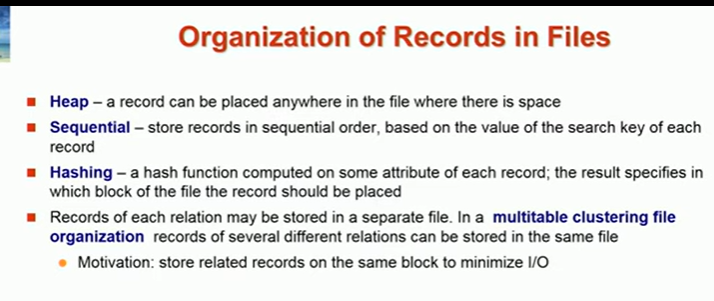 Organization of Records in Files
Heap – a record can be placed anywhere in the file where there is space
Sequential – store records in sequential order, based on the value of the search key of each
record
Hashing – a hash function computed on some attribute of each record; the result specifies in
which block of the file the record should be placed
Records of each relation may be stored in a separate file. In a multitable clustering file
organization records of several different relations can be stored in the same file
Motivation: store related records on the same block to minimize I/O